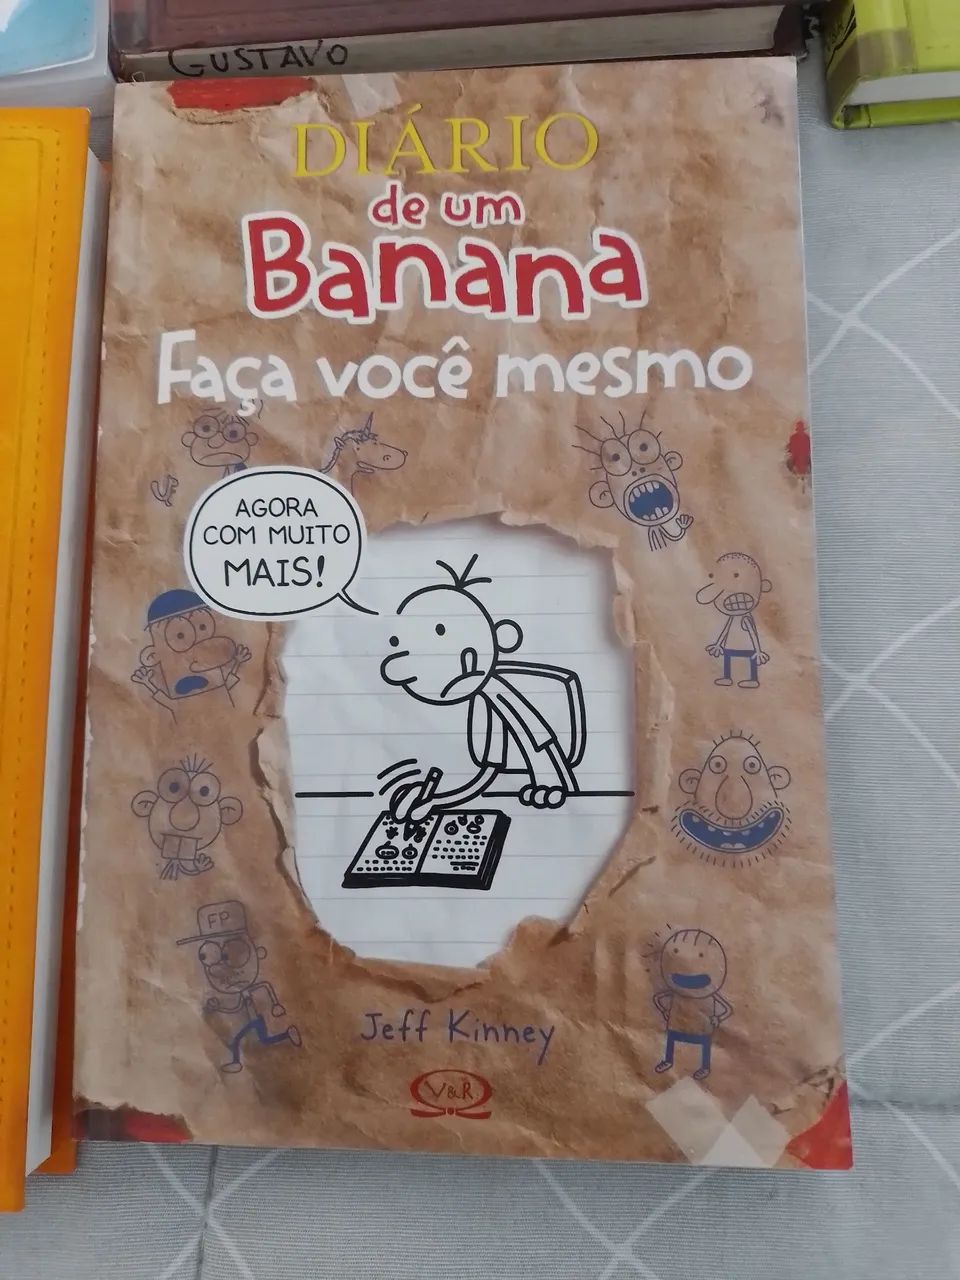 GUSTAVO
DIÁRIO
de um
Banana
Faça você mesmo
AGORA
COM MUITO
MAIS!
FP
Jeff Kinney
V&R